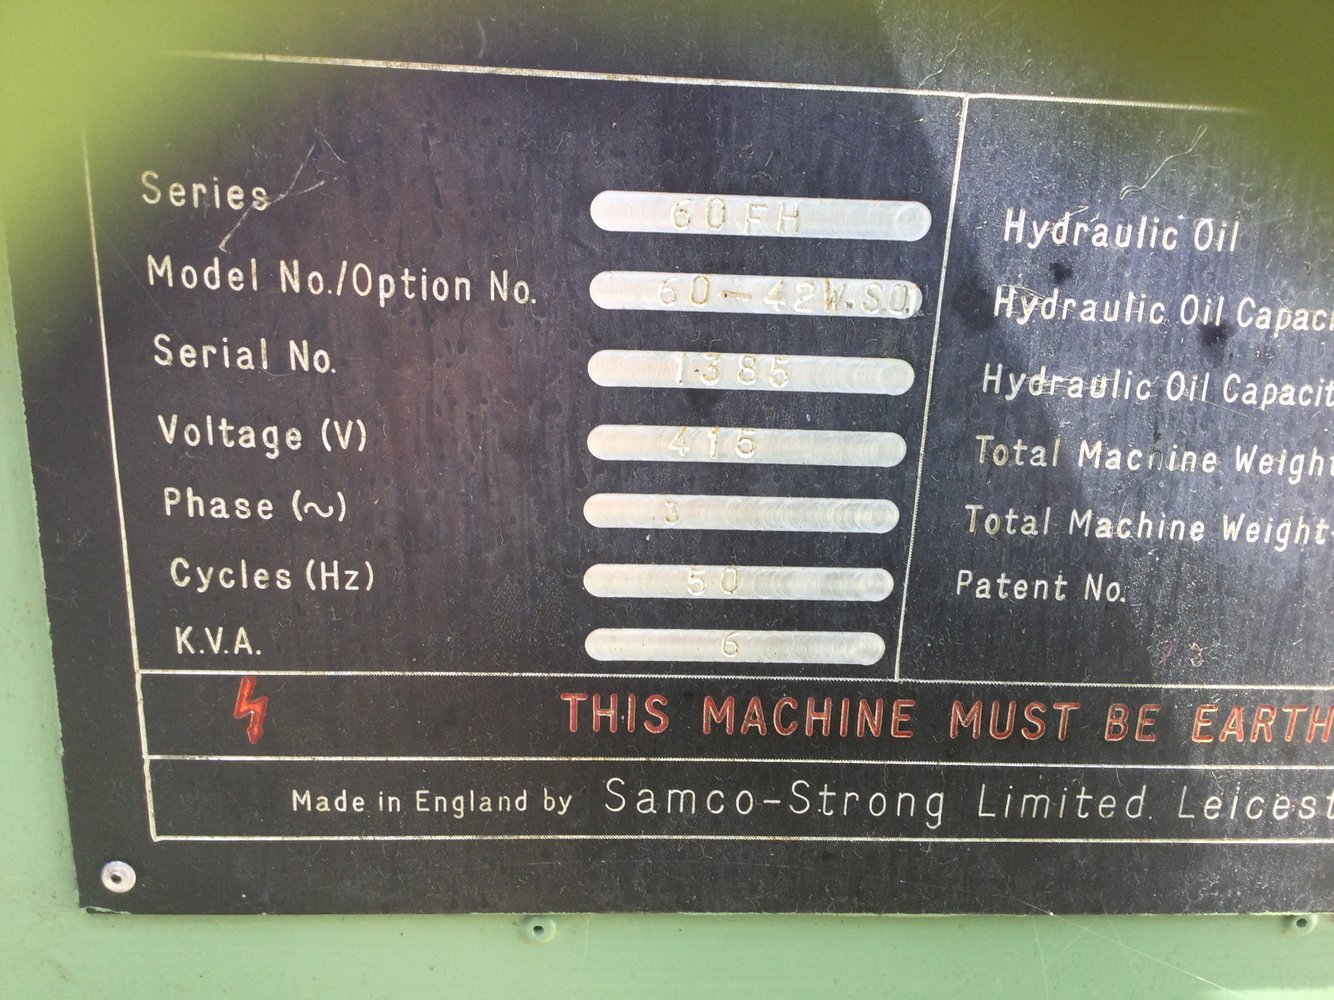 Series 60FH
Model No./Option No. 60-42W.S.O.
Serial No. 1385
Voltage (V) 415
Phase (~) 3
Cycles (Hz) 50
K.V.A. 6
Hydraulic Oil
Hydraulic Oil Capaci
Hydraulic Oil Capacit
Total Machine Weight
Total Machine Weight
Patent No.
THIS MACHINE MUST BE EARTH
Made in England by Samco-Strong Limited. Leicest